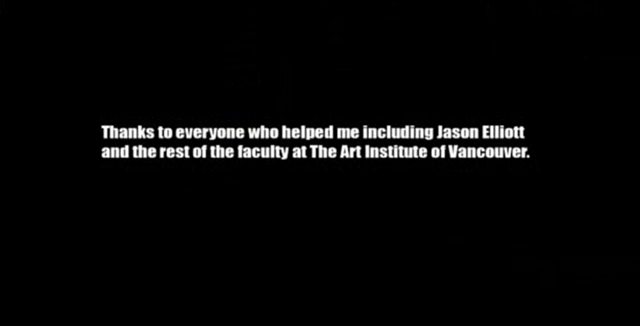 Thanks to everyone who helped me including Jason Elliott
and the rest of the faculty at The Art Institute of Vancouver.